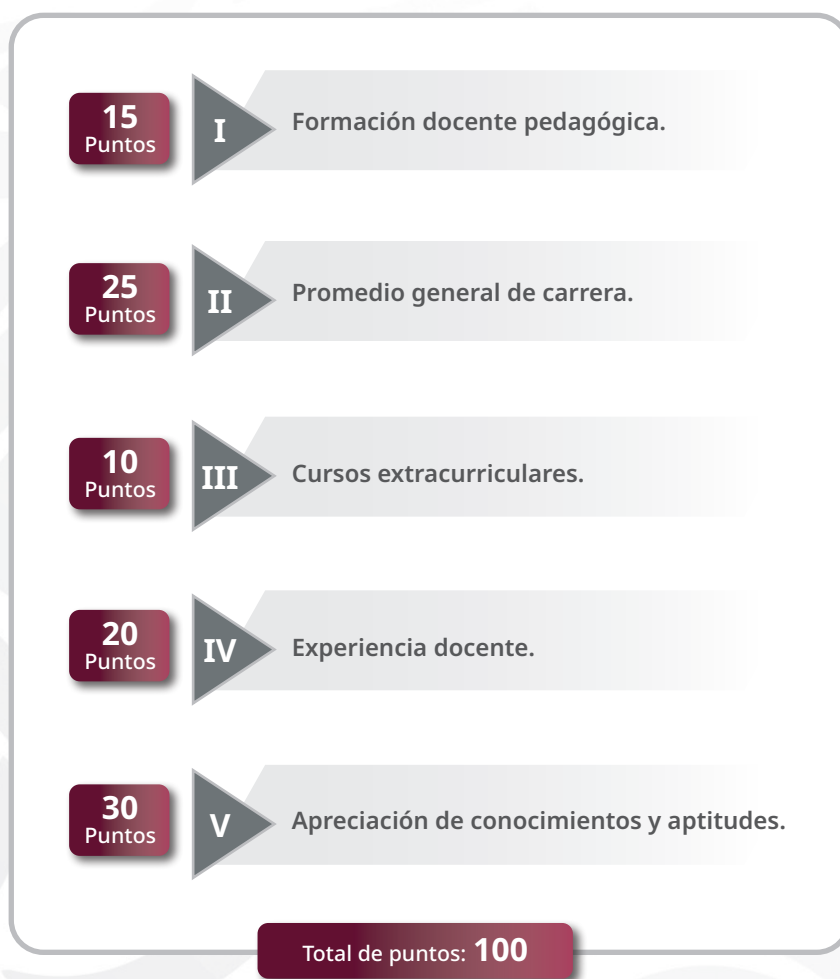 15
Puntos
I
Formación docente pedagógica.
25
Puntos
II
Promedio general de carrera.
10
Puntos
III
Cursos extracurriculares.
20
Puntos
IV
Experiencia docente.
30
Puntos
V
Apreciación de conocimientos y aptitudes.
Total de puntos: 100